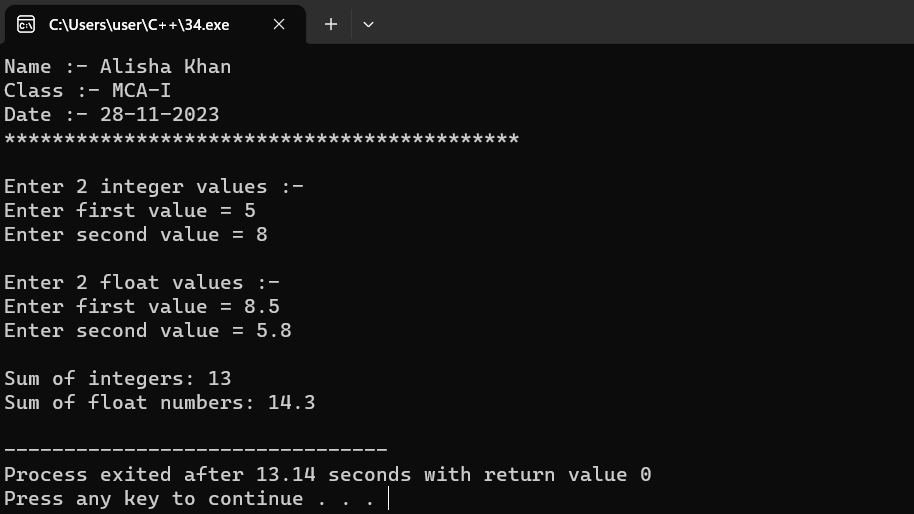 C:\Users\user\C++\34.exe
Name :- Alisha Khan
Class :- MCA-I
Date :- 28-11-2023
*******************************************
Enter 2 integer values :-
Enter first value = 5
Enter second value = 8
Enter 2 float values :-
Enter first value = 8.5
Enter second value = 5.8
Sum of integers: 13
Sum of float numbers: 14.3
--------------------------------
Process exited after 13.14 seconds with return value 0
Press any key to continue . . .